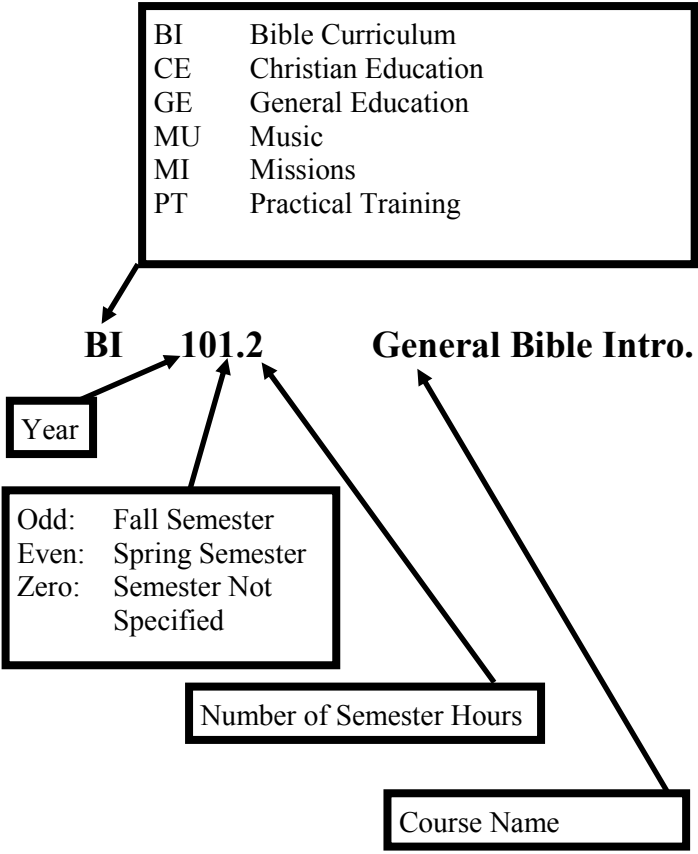 BI Bible Curriculum
CE Christian Education
GE General Education
MU Music
MI Missions
PT Practical Training
BI 101.2 General Bible Intro.
Year
Odd: Fall Semester
Even: Spring Semester
Zero: Semester Not
Specified
Number of Semester Hours
Course Name